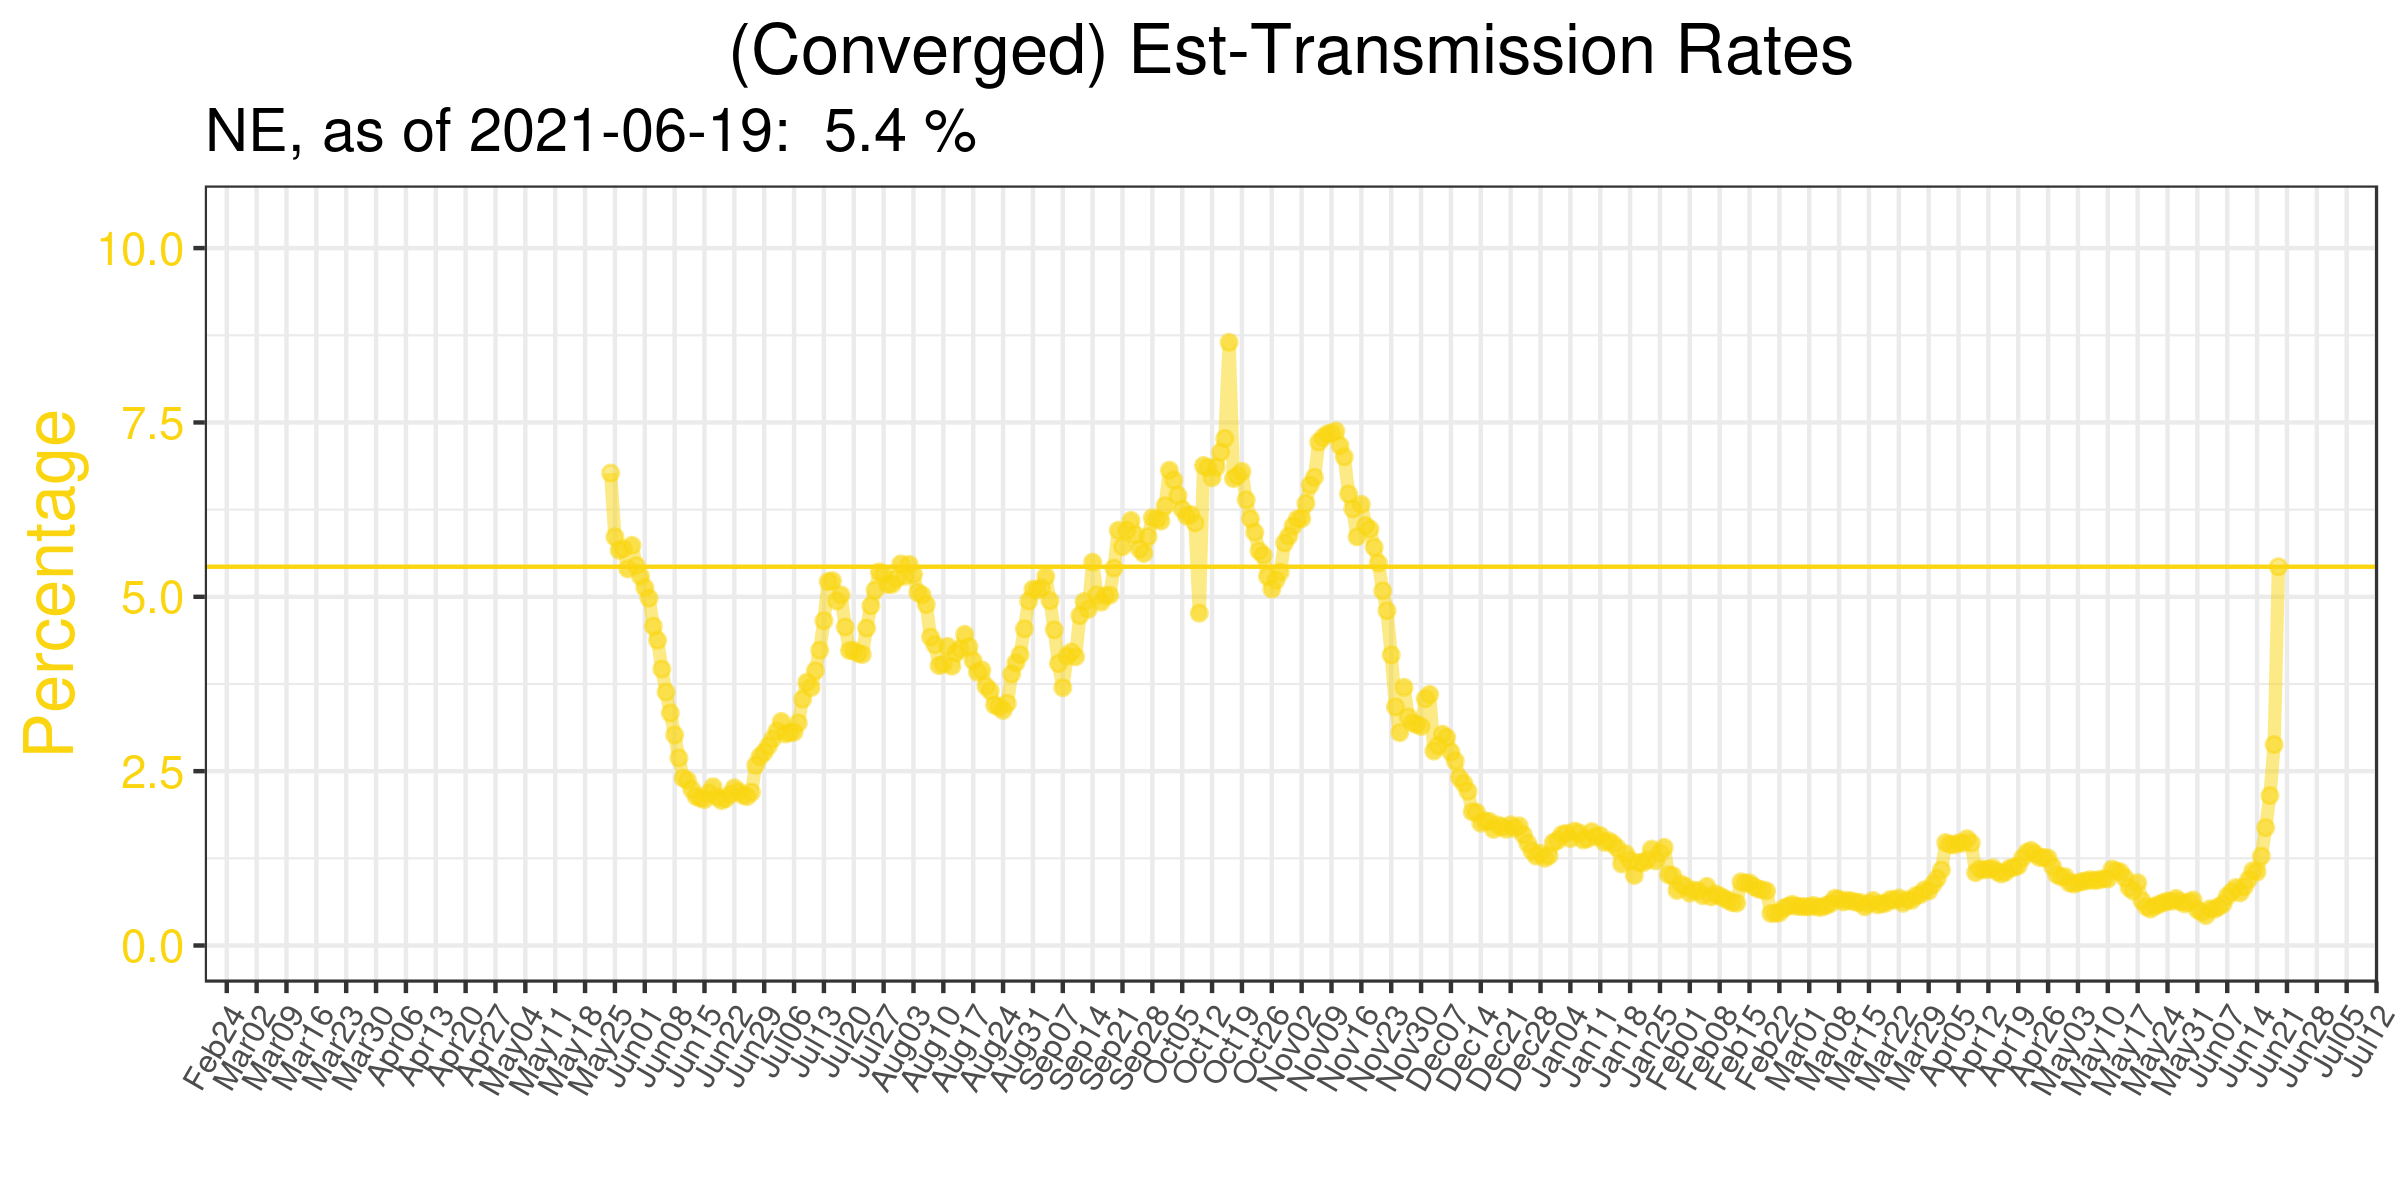 (Converged) Est-Transmission Rates
NE, as of 2021-06-19:  5.4 %
Percentage
10.0
7.5
5.0
2.5
0.0
Feb24
Mar02
Mar09
Mar16
Mar23
Mar30
Apr06
Apr13
Apr20
Apr27
May04
May11
May18
May25
Jun01
Jun08
Jun15
Jun22
Jun29
Jul06
Jul13
Jul20
Jul27
Aug03
Aug10
Aug17
Aug24
Aug31
Sep07
Sep14
Sep21
Sep28
Oct05
Oct12
Oct19
Oct26
Nov02
Nov09
Nov16
Nov23
Nov30
Dec07
Dec14
Dec21
Dec28
Jan04
Jan11
Jan18
Jan25
Feb01
Feb08
Feb15
Feb22
Mar01
Mar08
Mar15
Mar22
Mar29
Apr05
Apr12
Apr19
Apr26
May03
May10
May17
May24
May31
Jun07
Jun14
Jun21
Jun28
Jul05
Jul12